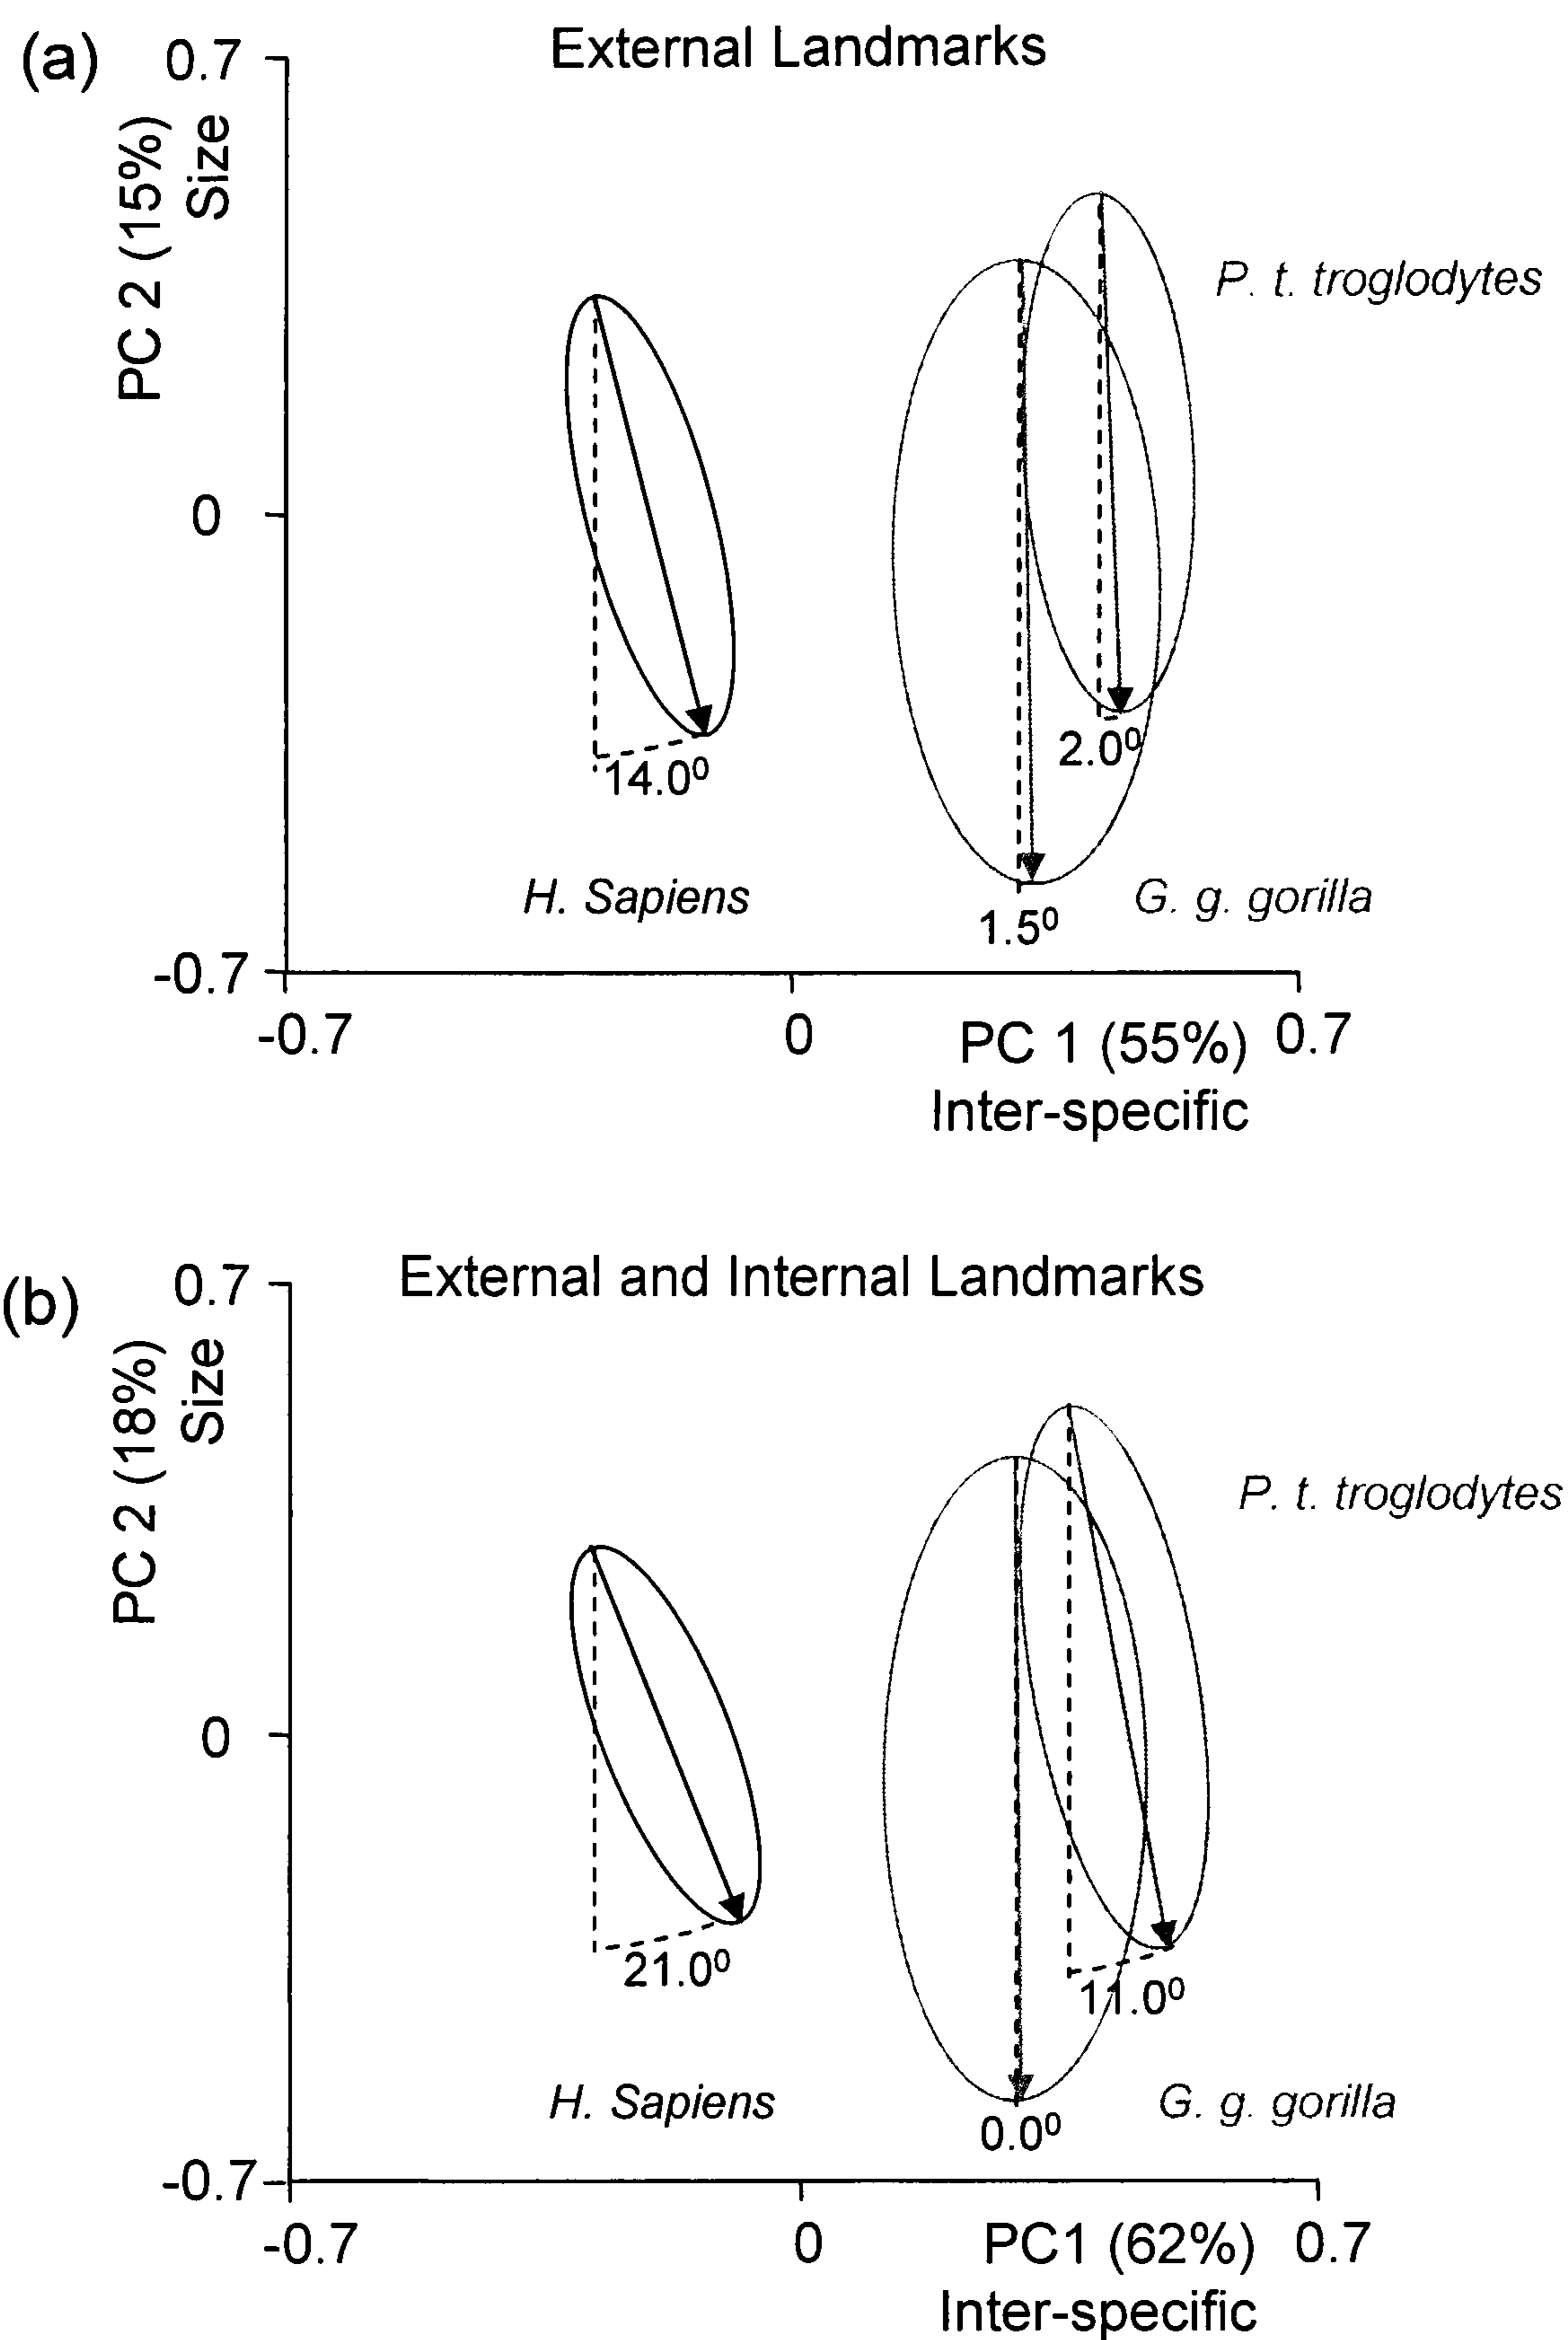 (a)
External Landmarks
0.7
PC 2 (15%)
Size
P. t. troglodytes
0
2.0⁰
14.0⁰
H. Sapiens
G. g. gorilla
1.5⁰
-0.7
-0.7
0
PC 1 (55%)
0.7
Inter-specific
(b)
External and Internal Landmarks
0.7
PC 2 (18%)
Size
P. t. troglodytes
0
21.0⁰
11.0⁰
H. Sapiens
G. g. gorilla
0.0⁰
-0.7
-0.7
0
PC1 (62%)
0.7
Inter-specific